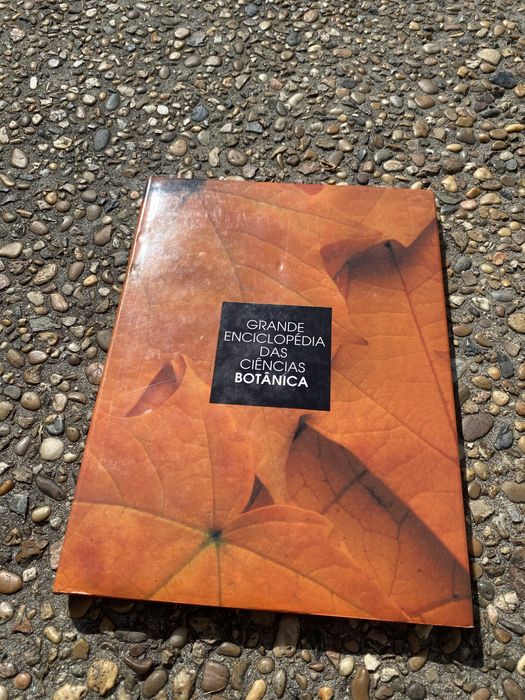 GRANDE
ENCICLOPÉDIA
DAS
CIÊNCIAS
BOTÂNICA